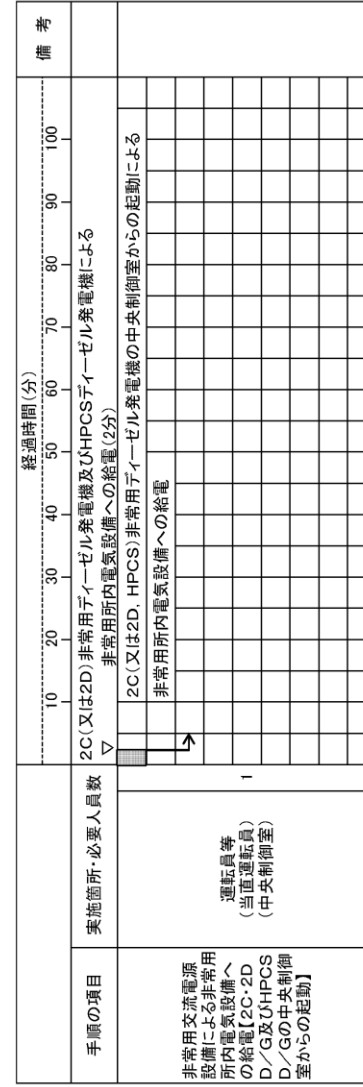 経過時間(分)
備 考
10 20 30 40 50 60 70 80 90 100
手順の項目
実施箇所・必要人員数
2C(又は2D)非常用ディーゼル発電機及びHPCSディーゼル発電機による
非常用所内電気設備への給電(2分)
▽
非常用交流電源
設備による非常用
所内電気設備へ
の給電【2C・2D
D/G及びHPCS
D/Gの中央制御
室からの起動】
運転員等
(当直運転員)
(中央制御室)
1
2C(又は2D,HPCS)非常用ディーゼル発電機の中央制御室からの起動による
非常用所内電気設備への給電